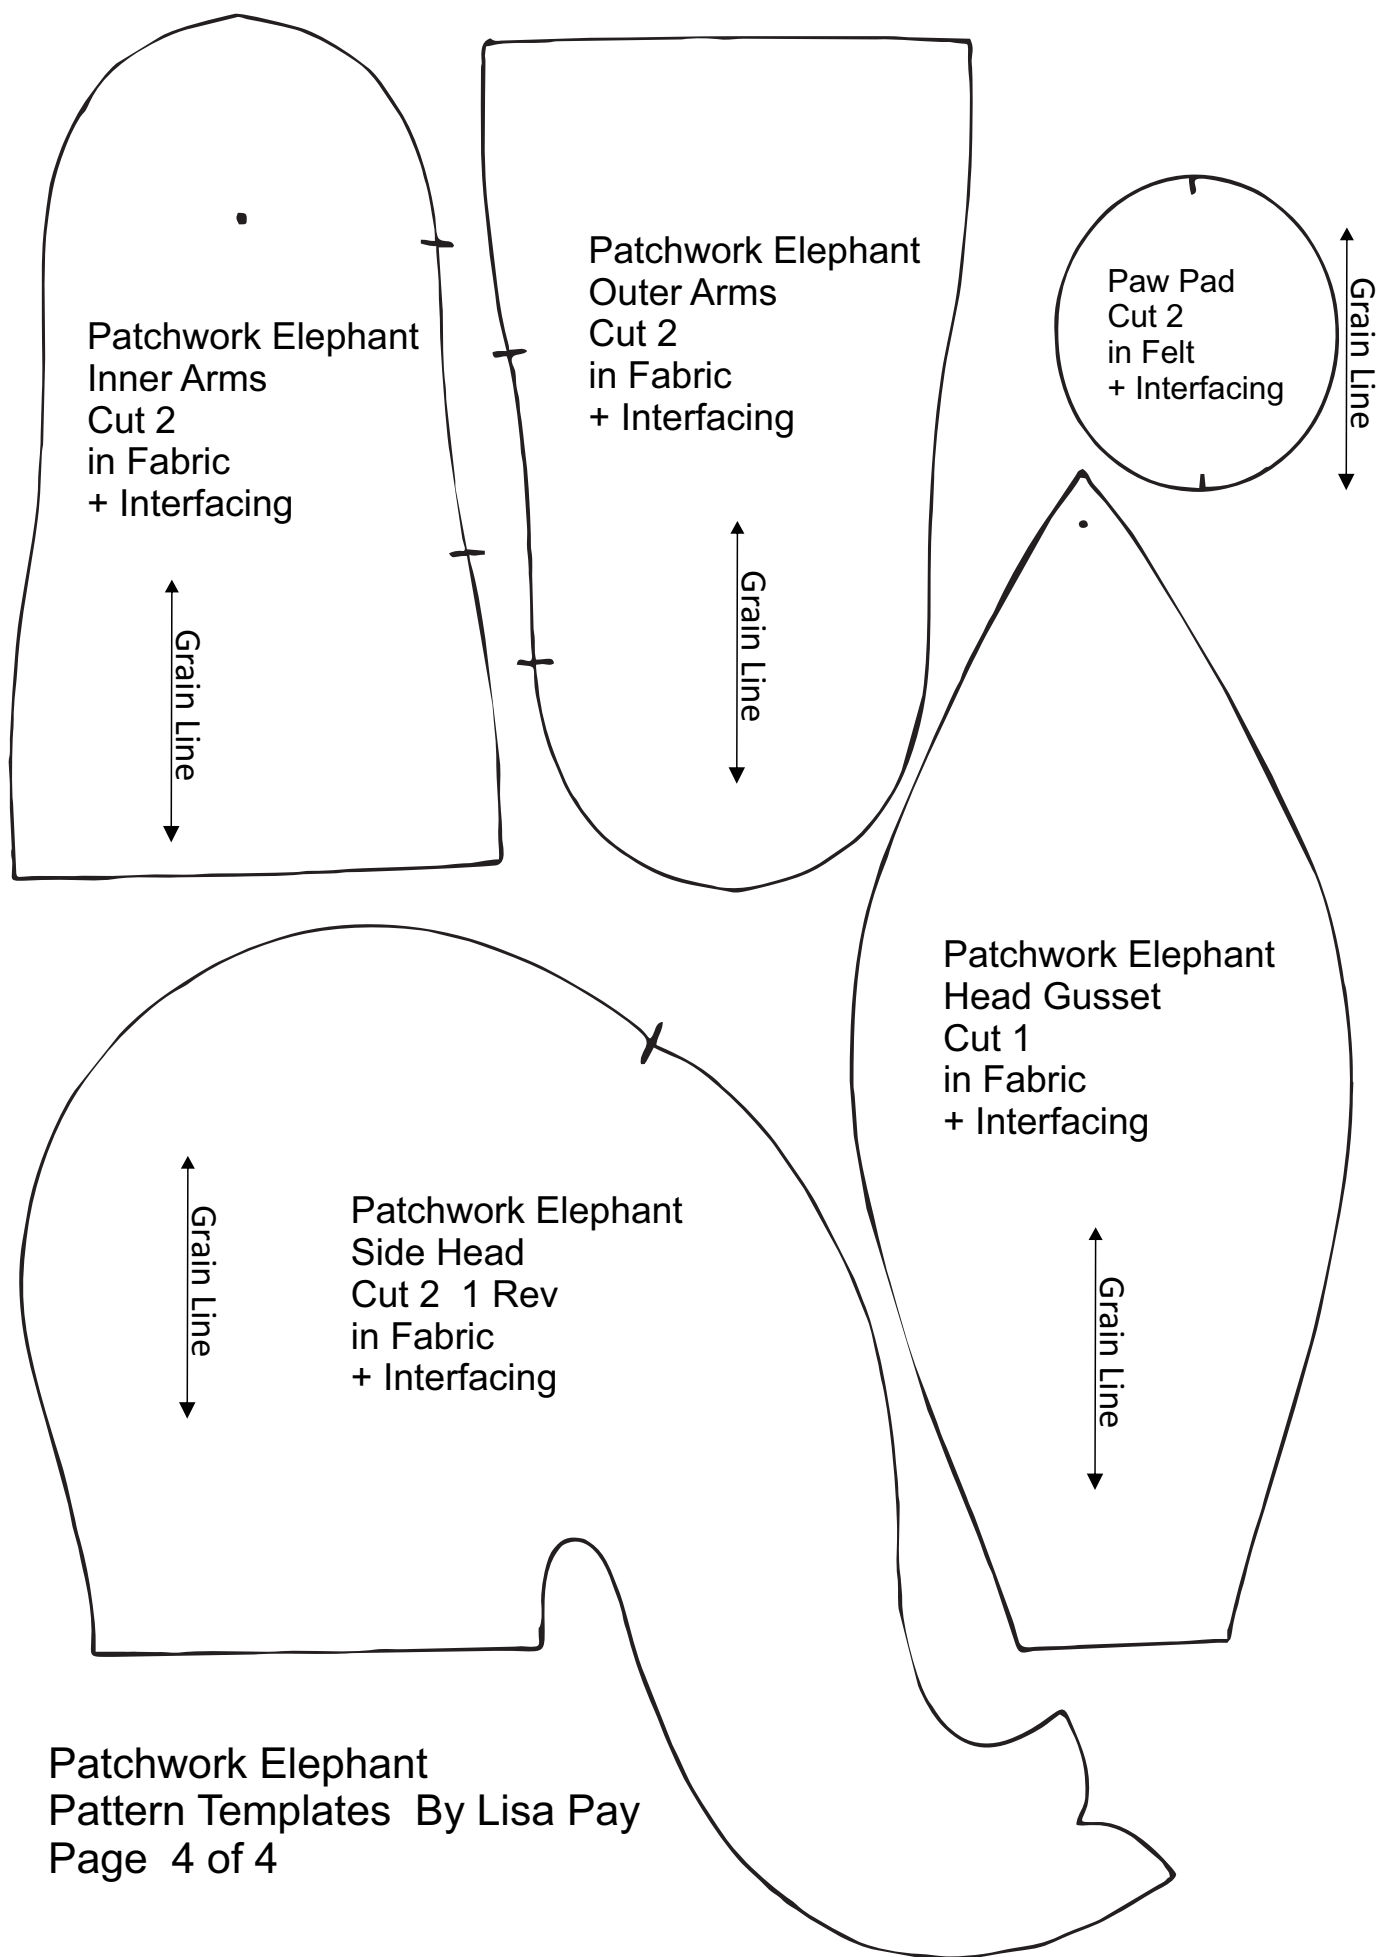 Patchwork Elephant
Inner Arms
Cut 2
in Fabric
+ Interfacing
Grain Line
Patchwork Elephant
Outer Arms
Cut 2
in Fabric
+ Interfacing
Grain Line
Paw Pad
Cut 2
in Felt
+ Interfacing
Grain Line
Patchwork Elephant
Head Gusset
Cut 1
in Fabric
+ Interfacing
Grain Line
Patchwork Elephant
Side Head
Cut 2  1 Rev
in Fabric
+ Interfacing
Grain Line
Patchwork Elephant
Pattern Templates  By Lisa Pay
Page  4 of 4